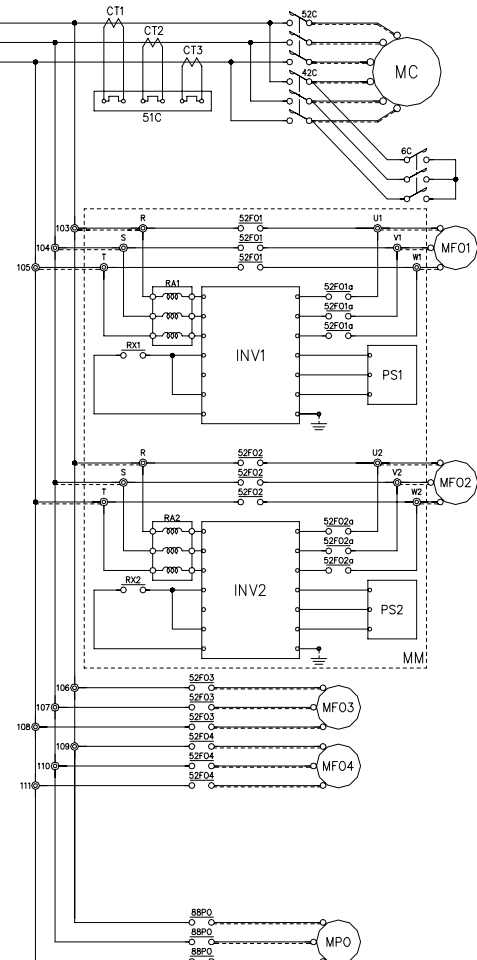 CT1
CT2
CT3
51C
52C
42C
MC
6C
103
R
52F01
U1
104
S
52F01
V1
MF01
105
T
52F01
W1
RA1
52F01a
52F01a
52F01a
RX1
INV1
PS1
R
52F02
U2
S
52F02
V2
MF02
T
52F02
W2
RA2
52F02a
52F02a
52F02a
RX2
INV2
PS2
MM
106
52F03
107
52F03
MF03
108
52F03
109
52F04
110
52F04
MF04
111
52F04
88P0
88P0
MP0
88P0